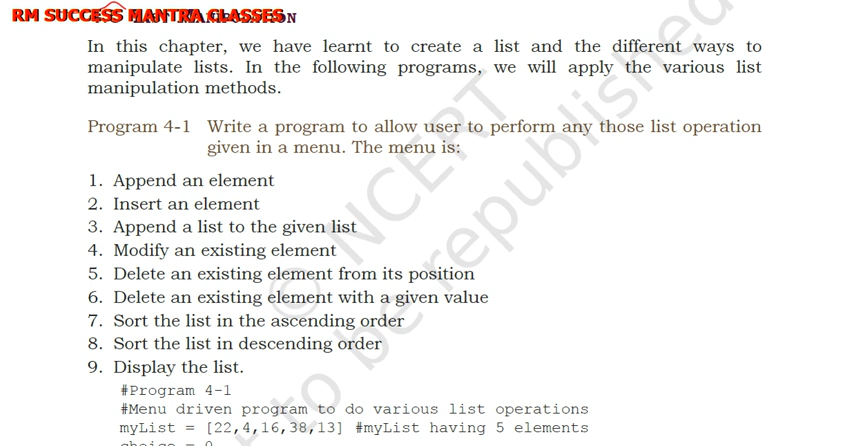 RM SUCCESS MANTRA CLASSES
In this chapter, we have learnt to create a list and the different ways to
manipulate lists. In the following programs, we will apply the various list
manipulation methods.
Program 4-1 Write a program to allow user to perform any those list operation
given in a menu. The menu is:
1. Append an element
2. Insert an element
3. Append a list to the given list
4. Modify an existing element
5. Delete an existing element from its position
6. Delete an existing element with a given value
7. Sort the list in the ascending order
8. Sort the list in descending order
9. Display the list.
#Program 4-1
#Menu driven program to do various list operations
myList = [22,4,16,38,13] #myList having 5 elements
choice = 0
© NCERT
to be republished